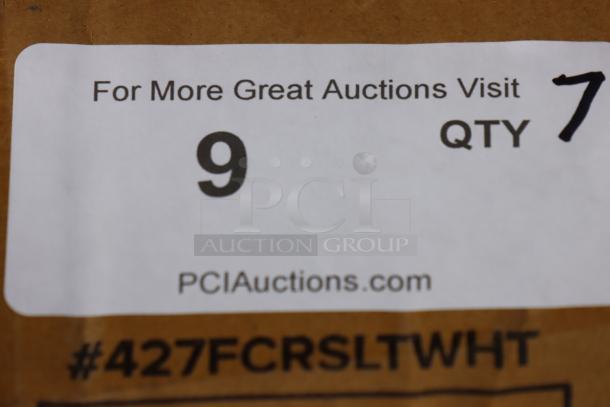 For More Great Auctions Visit
9 QTY 7
PCI
AUCTION GROUP
PCIAuctions.com
#427FCRSLTWHT